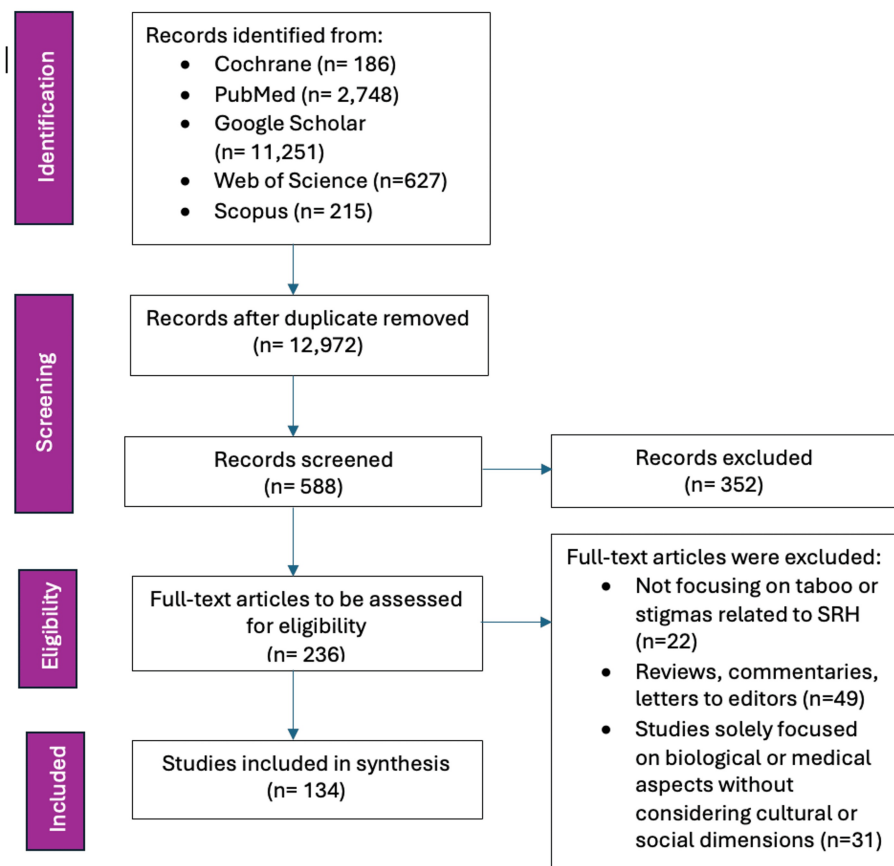 Identification
Records identified from:
• Cochrane (n= 186)
• PubMed (n= 2,748)
• Google Scholar
(n= 11,251)
• Web of Science (n=627)
• Scopus (n= 215)
Screening
Records after duplicate removed
(n= 12,972)
Records screened
(n= 588)
Records excluded
(n= 352)
Eligibility
Full-text articles to be assessed
for eligibility
(n= 236)
Full-text articles were excluded:
• Not focusing on taboo or
stigmas related to SRH
(n=22)
• Reviews, commentaries,
letters to editors (n=49)
• Studies solely focused
on biological or medical
aspects without
considering cultural or
social dimensions (n=31)
Included
Studies included in synthesis
(n= 134)